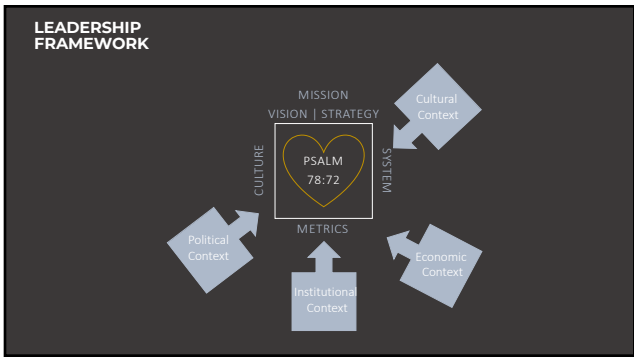 LEADERSHIP
FRAMEWORK
MISSION
VISION | STRATEGY
CULTURE
PSALM
78:72
SYSTEM
METRICS
Cultural
Context
Political
Context
Institutional
Context
Economic
Context